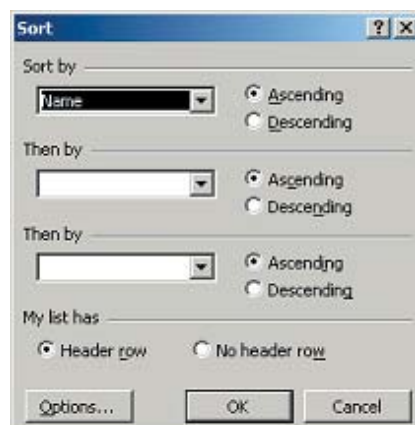 Sort
Sort by
Name
Ascending
Descending
Then by
Ascending
Descending
Then by
Ascending
Descending
My list has
Header row
No header row
Options...
OK
Cancel